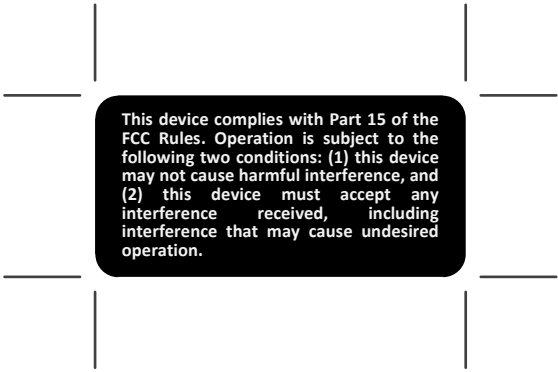 This device complies with Part 15 of the
FCC Rules. Operation is subject to the
following two conditions: (1) this device
may not cause harmful interference, and
(2) this device must accept any
interference received, including
interference that may cause undesired
operation.